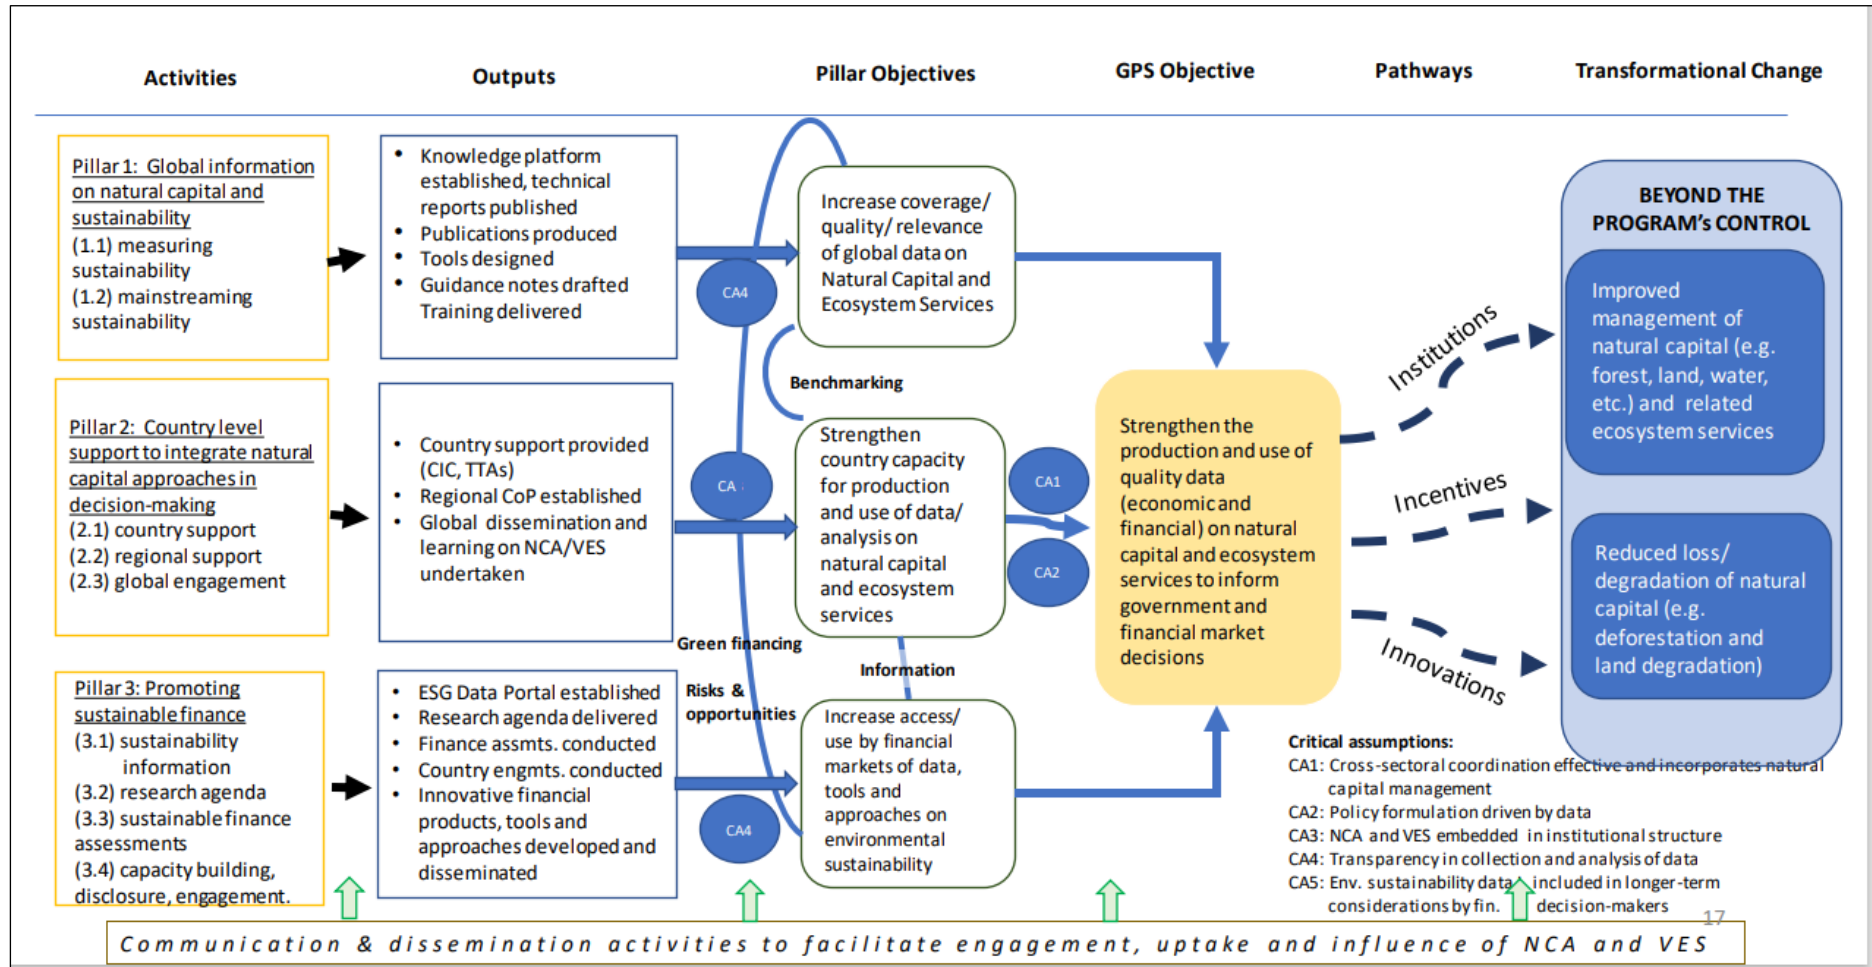 Activities
Outputs
Pillar Objectives
GPS Objective
Pathways
Transformational Change
Pillar 1: Global information
on natural capital and
sustainability
(1.1) measuring
sustainability
(1.2) mainstreaming
sustainability
• Knowledge platform
established, technical
reports published
• Publications produced
• Tools designed
• Guidance notes drafted
Training delivered
CA4
Increase coverage/
quality/ relevance
of global data on
Natural Capital and
Ecosystem Services
Benchmarking
Pillar 2: Country level
support to integrate natural
capital approaches in
decision-making
(2.1) country support
(2.2) regional support
(2.3) global engagement
• Country support provided
(CIC, TTAs)
• Regional CoP established
• Global dissemination and
learning on NCA/VES
undertaken
CA
Strengthen
country capacity
for production
and use of data/
analysis on
natural capital
and ecosystem
services
CA1
CA2
Green financing
Information
Risks &
opportunities
Pillar 3: Promoting
sustainable finance
(3.1) sustainability
information
(3.2) research agenda
(3.3) sustainable finance
assessments
(3.4) capacity building,
disclosure, engagement.
• ESG Data Portal established
• Research agenda delivered
• Finance assmts. conducted
• Country engmts. conducted
• Innovative financial
products, tools and
approaches developed and
disseminated
CA4
Increase access/
use by financial
markets of data,
tools and
approaches on
environmental
sustainability
Strengthen the
production and use of
quality data
(economic and
financial) on natural
capital and ecosystem
services to inform
government and
financial market
decisions
Institutions
Incentives
Innovations
BEYOND THE
PROGRAM's CONTROL
Improved
management of
natural capital (e.g.
forest, land, water,
etc.) and related
ecosystem services
Reduced loss/
degradation of natural
capital (e.g.
deforestation and
land degradation)
Critical assumptions:
CA1: Cross-sectoral coordination effective and incorporates natural
capital management
CA2: Policy formulation driven by data
CA3: NCA and VES embedded in institutional structure
CA4: Transparency in collection and analysis of data
CA5: Env. sustainability data included in longer-term
considerations by fin. decision-makers
17
Communication & dissemination activities to facilitate engagement, uptake and influence of NCA and VES